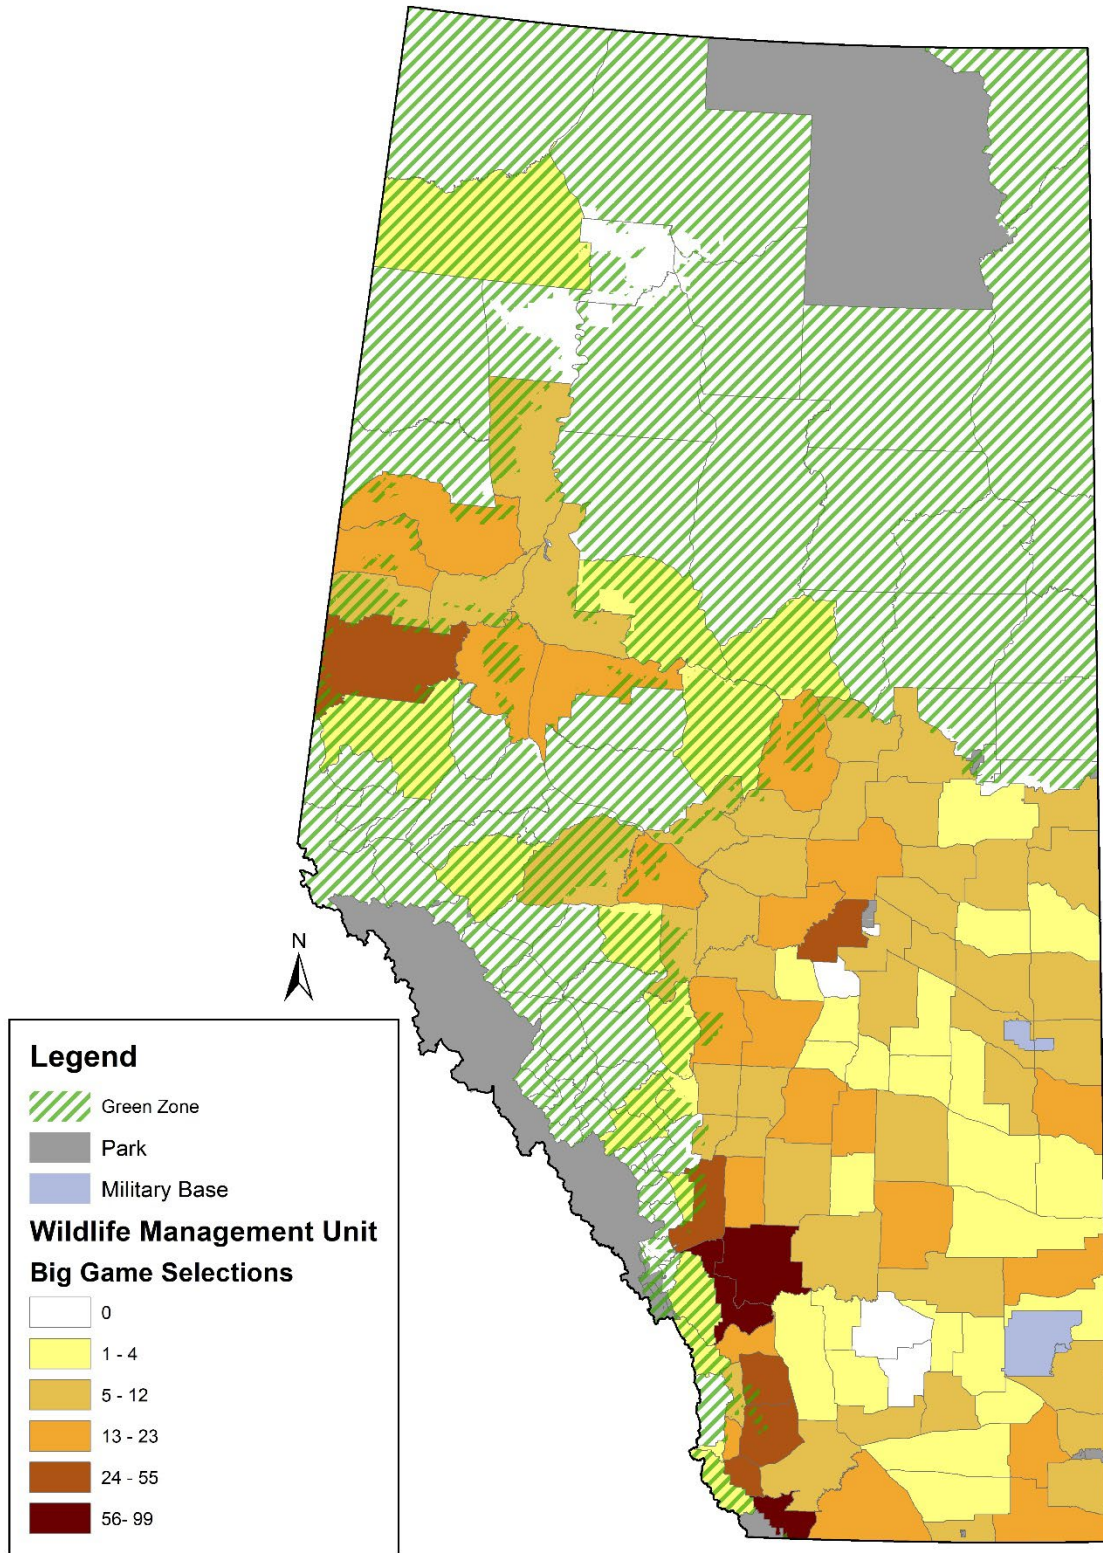 N
Legend
Green Zone
Park
Military Base
Wildlife Management Unit
Big Game Selections
0
1 - 4
5 - 12
13 - 23
24 - 55
56- 99